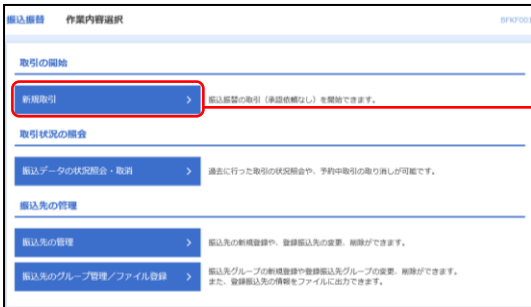 振込振替 作業内容選択 BFKF001
取引の開始
新規取引
振込振替の取引(承認依頼なし)を開始できます。
取引状況の照会
振込データの状況照会・取消
過去に行った取引の状況照会や、予約中取引の取り消しが可能です。
振込先の管理
振込先の管理
振込先の新規登録や、登録振込先の変更、削除ができます。
振込先のグループ管理/ファイル登録
振込先グループの新規登録や登録振込先グループの変更、削除ができます。
また、登録振込先の情報をファイルに出力できます。